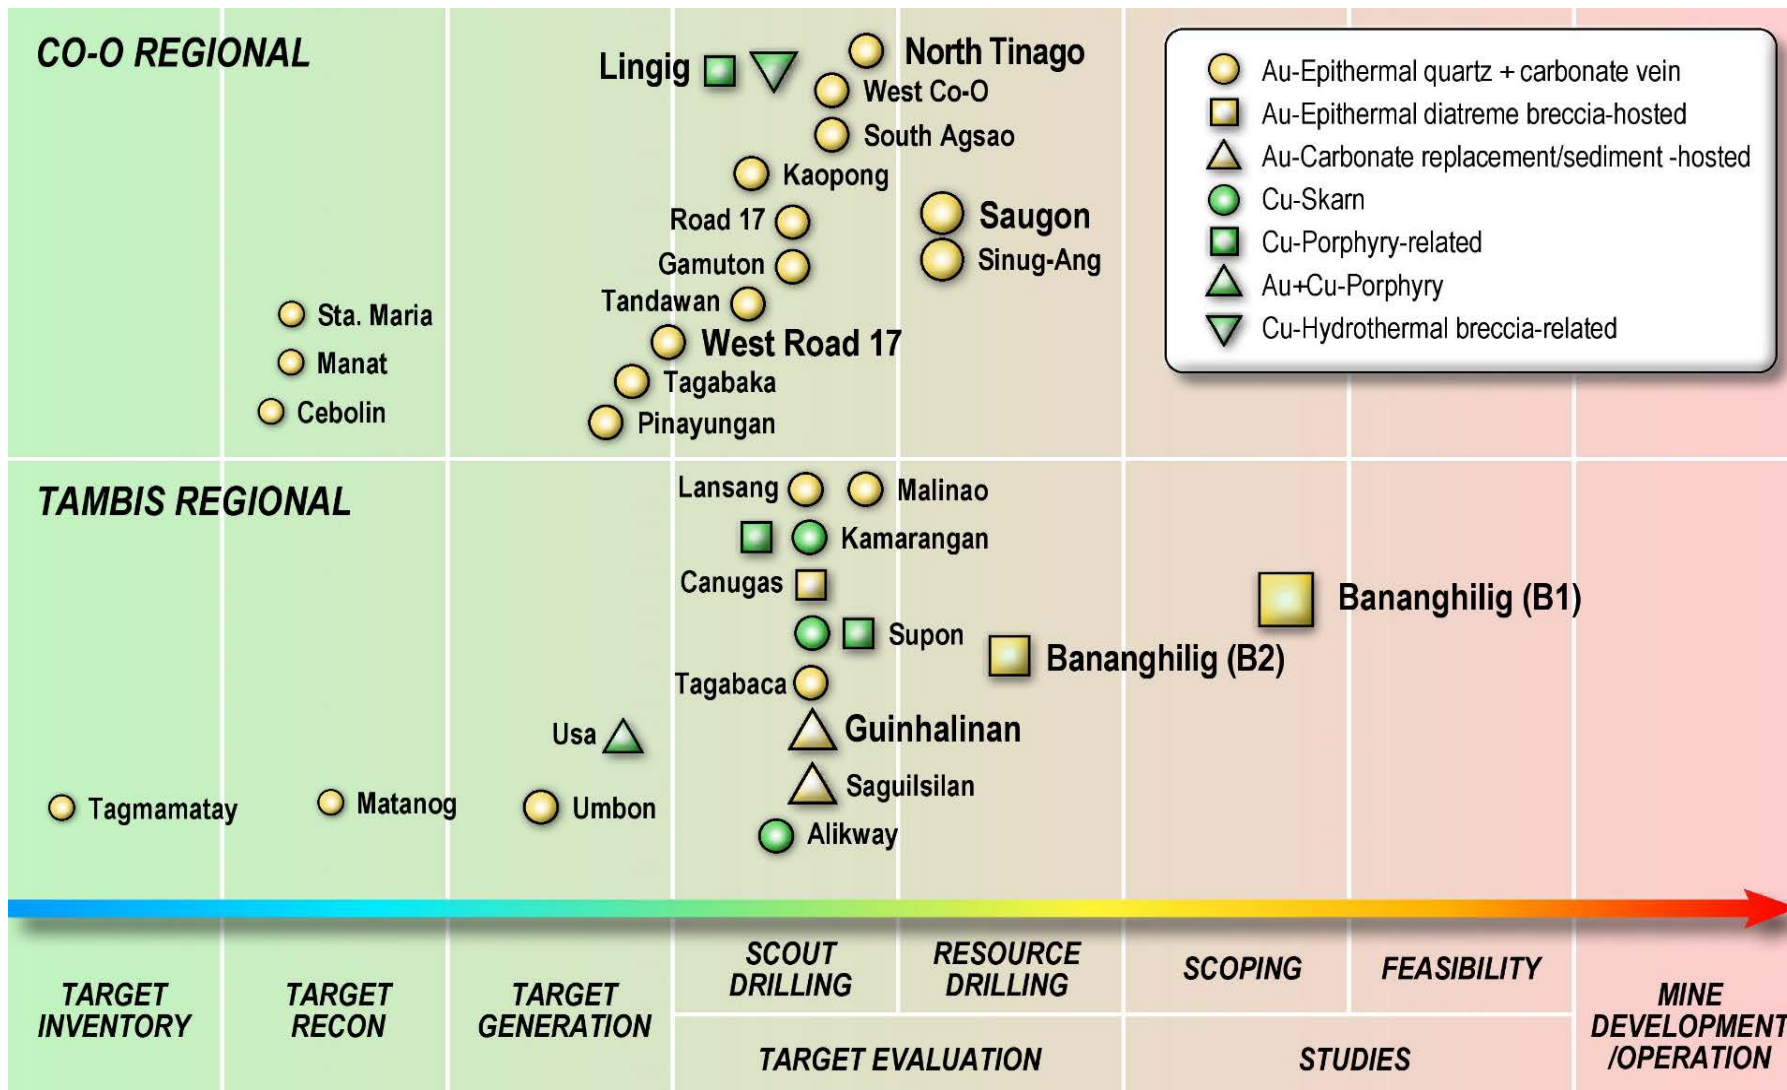 CO-O REGIONAL
Lingig
North Tinago
West Co-O
South Agsao
Kaopong
Road 17
Saugon
Gamuton
Sinug-Ang
Tandawan
Sta. Maria
West Road 17
Manat
Tagabaka
Cebolin
Pinayungan
Au-Epithermal quartz + carbonate vein
Au-Epithermal diatreme breccia-hosted
Au-Carbonate replacement/sediment -hosted
Cu-Skarn
Cu-Porphyry-related
Au+Cu-Porphyry
Cu-Hydrothermal breccia-related
TAMBIS REGIONAL
Lansang
Malinao
Kamarangan
Canugas
Bananghilig (B1)
Supon
Bananghilig (B2)
Tagabaca
Usa
Guinhalinan
Saguilsilan
Tagmamatay
Matanog
Umbon
Alikway
TARGET
INVENTORY
TARGET
RECON
TARGET
GENERATION
SCOUT
DRILLING
RESOURCE
DRILLING
TARGET EVALUATION
SCOPING
FEASIBILITY
STUDIES
MINE
DEVELOPMENT
/OPERATION